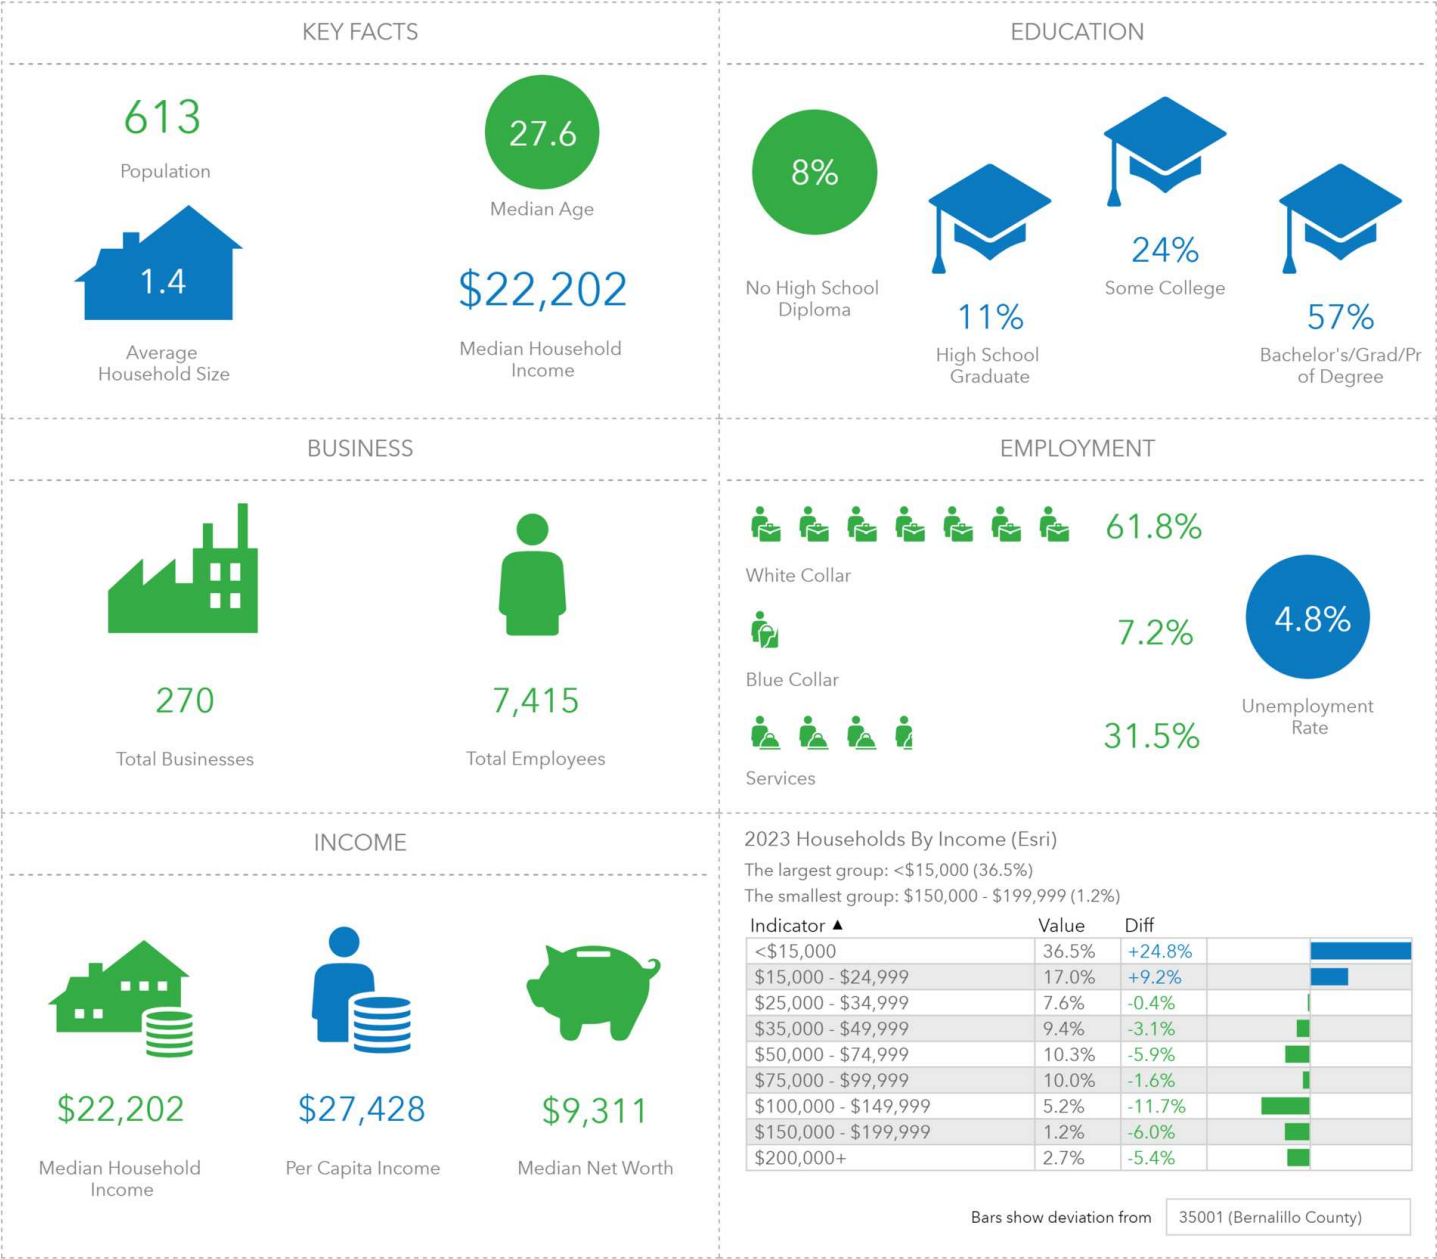 KEY FACTS
613
Population
27.6
Median Age
1.4
Average
Household Size
$22,202
Median Household
Income
EDUCATION
8%
No High School
Diploma
11%
High School
Graduate
24%
Some College
57%
Bachelor's/Grad/Pr
of Degree
BUSINESS
270
Total Businesses
7,415
Total Employees
EMPLOYMENT
61.8%
White Collar
7.2%
Blue Collar
31.5%
Services
4.8%
Unemployment
Rate
INCOME
$22,202
Median Household
Income
$27,428
Per Capita Income
$9,311
Median Net Worth
2023 Households By Income (Esri)
The largest group: <$15,000 (36.5%)
The smallest group: $150,000 - $199,999 (1.2%)
Indicator ▲ Value Diff
<$15,000 36.5% +24.8%
$15,000 - $24,999 17.0% +9.2%
$25,000 - $34,999 7.6% -0.4%
$35,000 - $49,999 9.4% -3.1%
$50,000 - $74,999 10.3% -5.9%
$75,000 - $99,999 10.0% -1.6%
$100,000 - $149,999 5.2% -11.7%
$150,000 - $199,999 1.2% -6.0%
$200,000+ 2.7% -5.4%
Bars show deviation from 35001 (Bernalillo County)